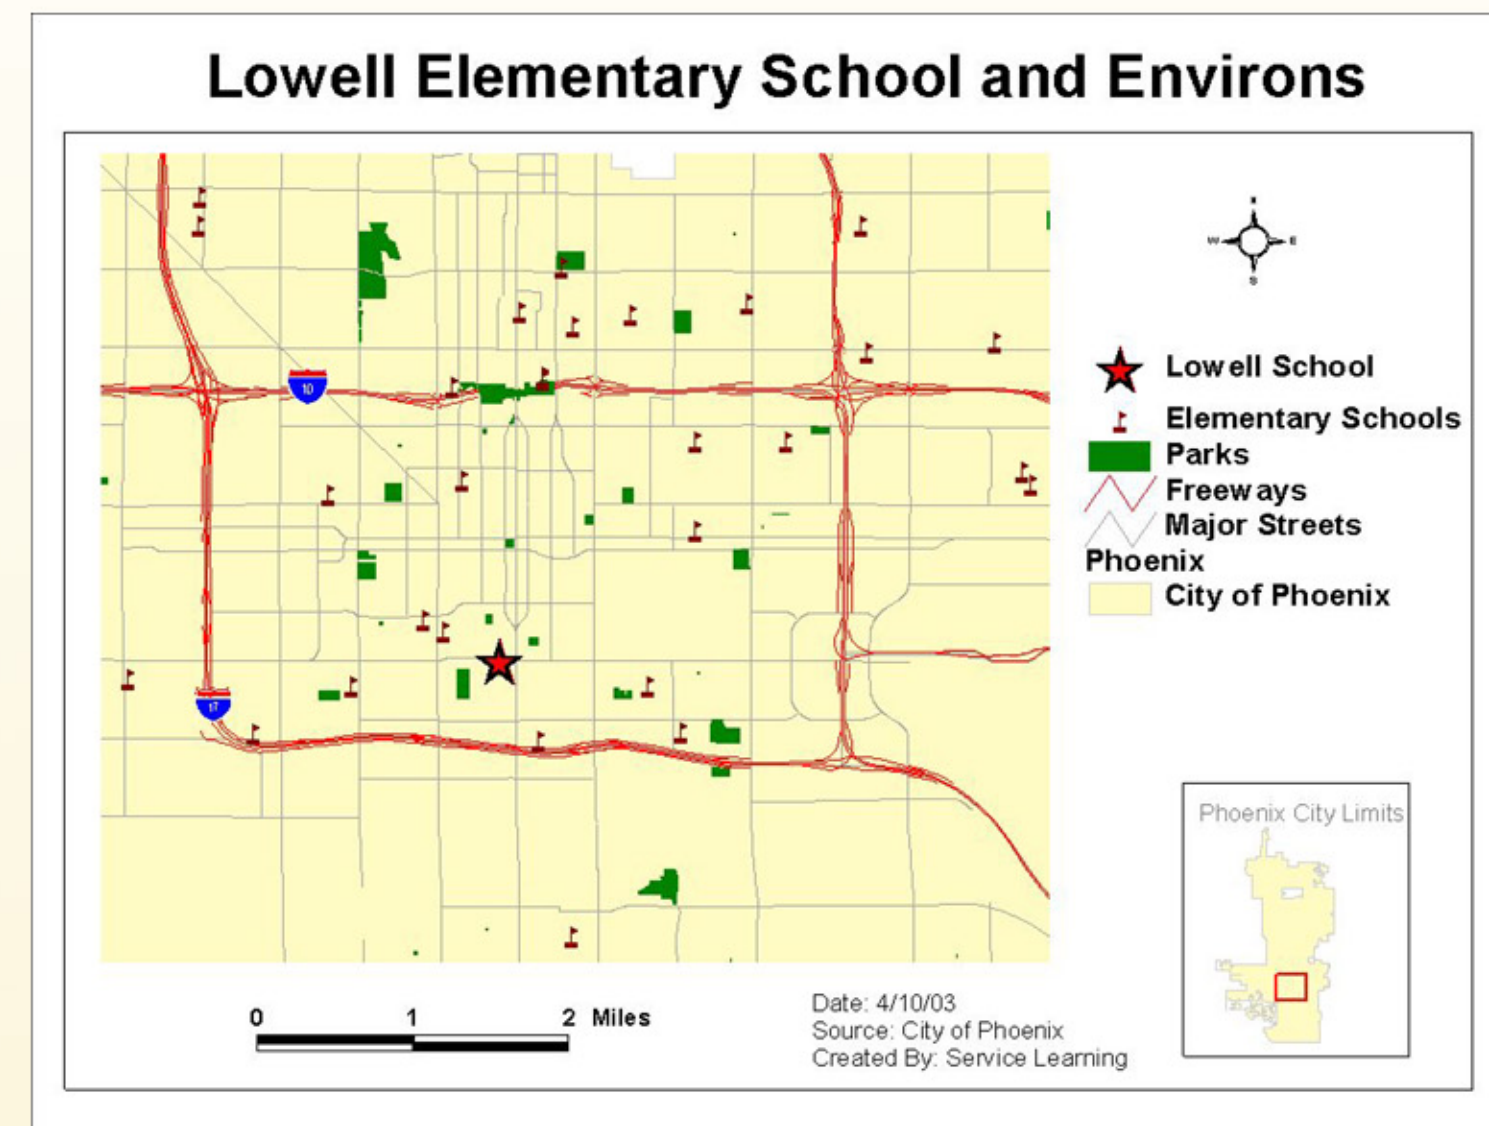 Lowell Elementary School and Environs
10
17
W
E
S
Lowell School
Elementary Schools
Parks
Freeways
Major Streets
Phoenix
City of Phoenix
Phoenix City Limits
0 1 2 Miles
Date: 4/10/03
Source: City of Phoenix
Created By: Service Learning